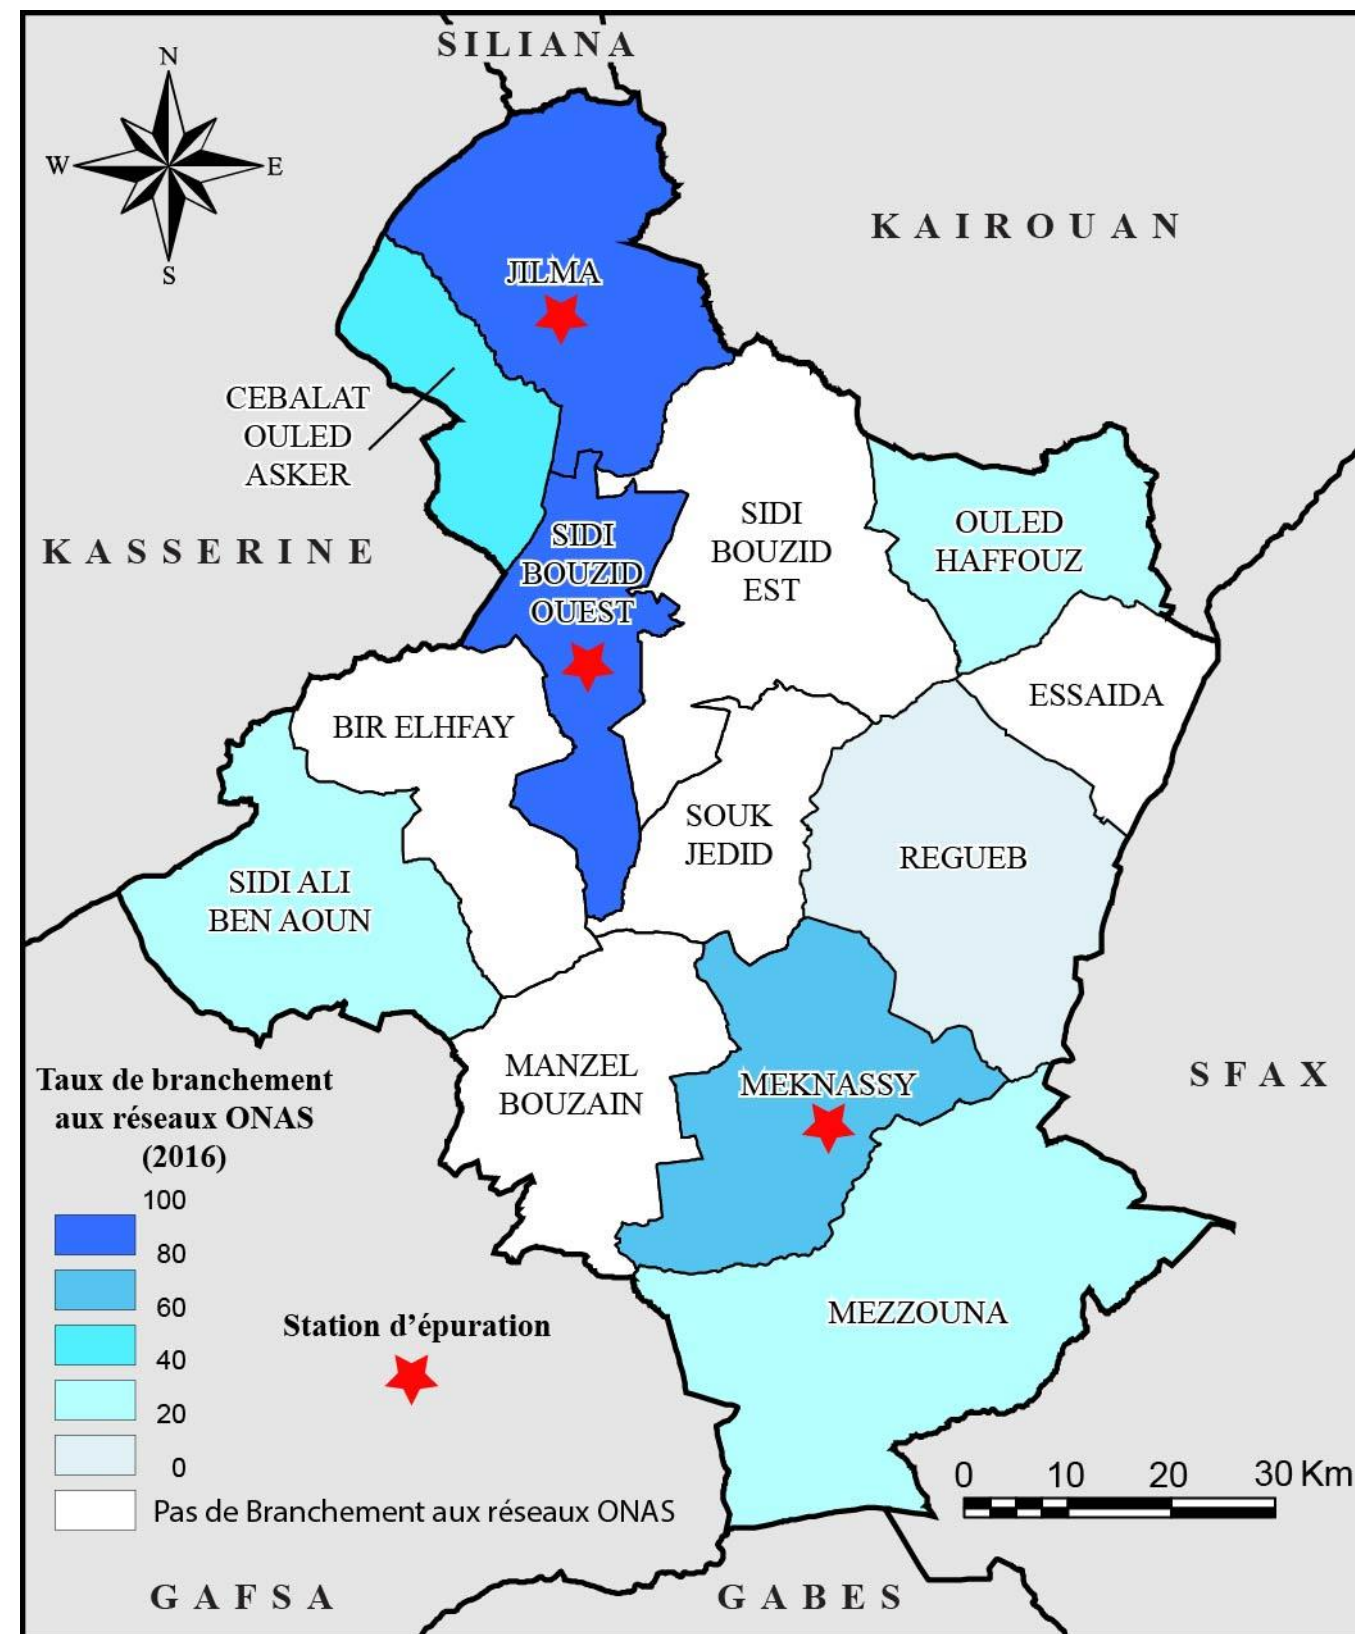 SILIANA
N
W
E
S
KAIROUAN
JILMA
CEBALAT
OULED
ASKER
KASSERINE
SIDI
BOUZID
OUEST
SIDI
BOUZID
EST
OULED
HAFFOUZ
ESSAIDA
BIR ELHFAY
SOUK
JEDID
REGUEB
SIDI ALI
BEN AOUN
MANZEL
BOUZAIN
MEKNASSY
SFAX
MEZZOUNA
Taux de branchement
aux réseaux ONAS
(2016)
100
80
60
40
20
0
Pas de Branchement aux réseaux ONAS
Station d'épuration
0 10 20 30 Km
GAFSA
GABES